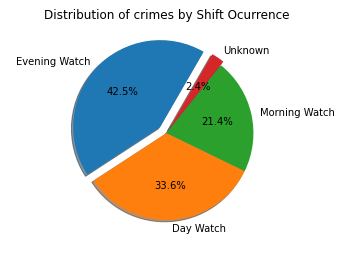 Distribution of crimes by Shift Ocurrence
Unknown
Evening Watch
2.4%
42.5%
Morning Watch
21.4%
33.6%
Day Watch